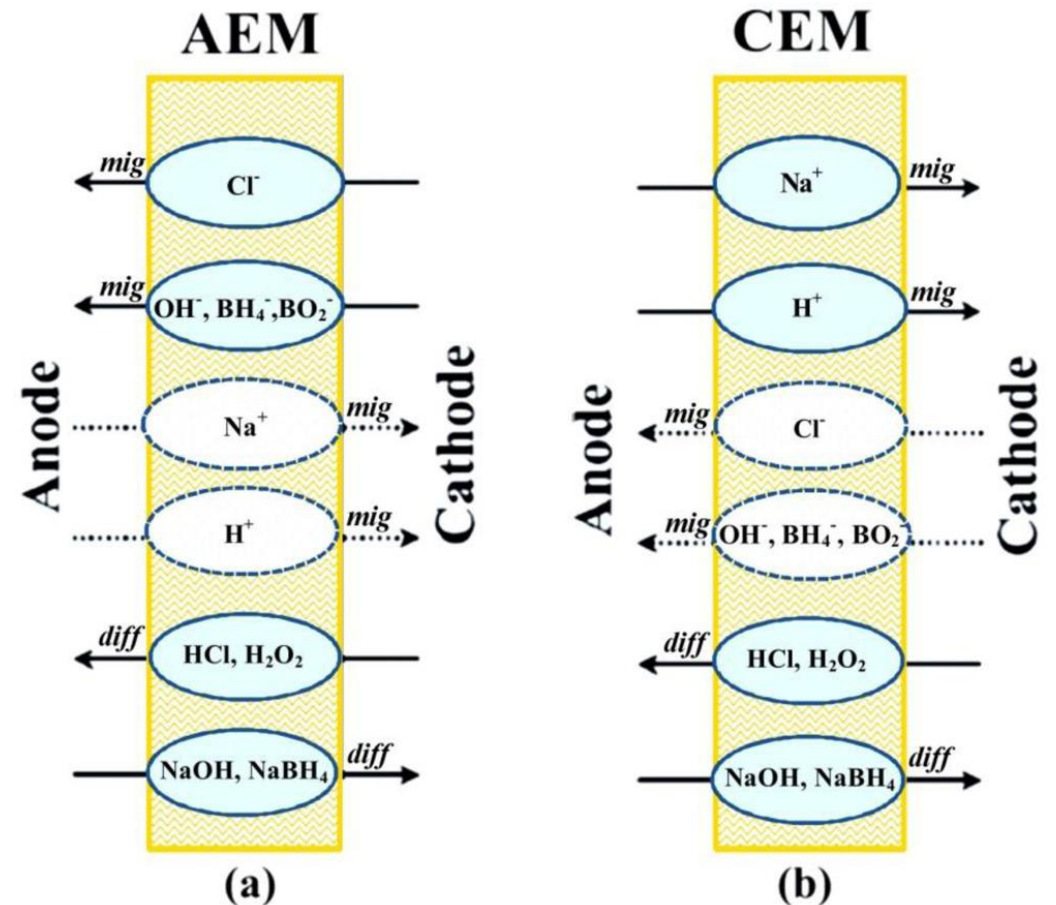 AEM
mig
Cl⁻
mig
OH⁻, BH₄⁻,BO₂⁻
Na⁺
mig
H⁺
mig
diff
HCl, H₂O₂
NaOH, NaBH₄
diff
Anode
Cathode
(a)
CEM
Na⁺
mig
H⁺
mig
mig
Cl⁻
mig
OH⁻, BH₄⁻, BO₂⁻
diff
HCl, H₂O₂
NaOH, NaBH₄
diff
Anode
Cathode
(b)